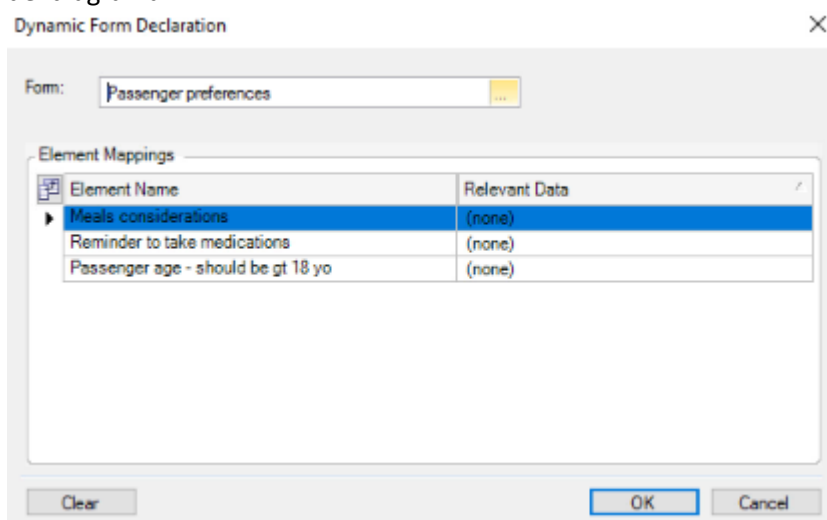 Dynamic Form Declaration
Form: Passenger preferences ...
Element Mappings
Element Name Relevant Data
Meals considerations (none)
Reminder to take medications (none)
Passenger age - should be gt 18 yo (none)
Clear OK Cancel